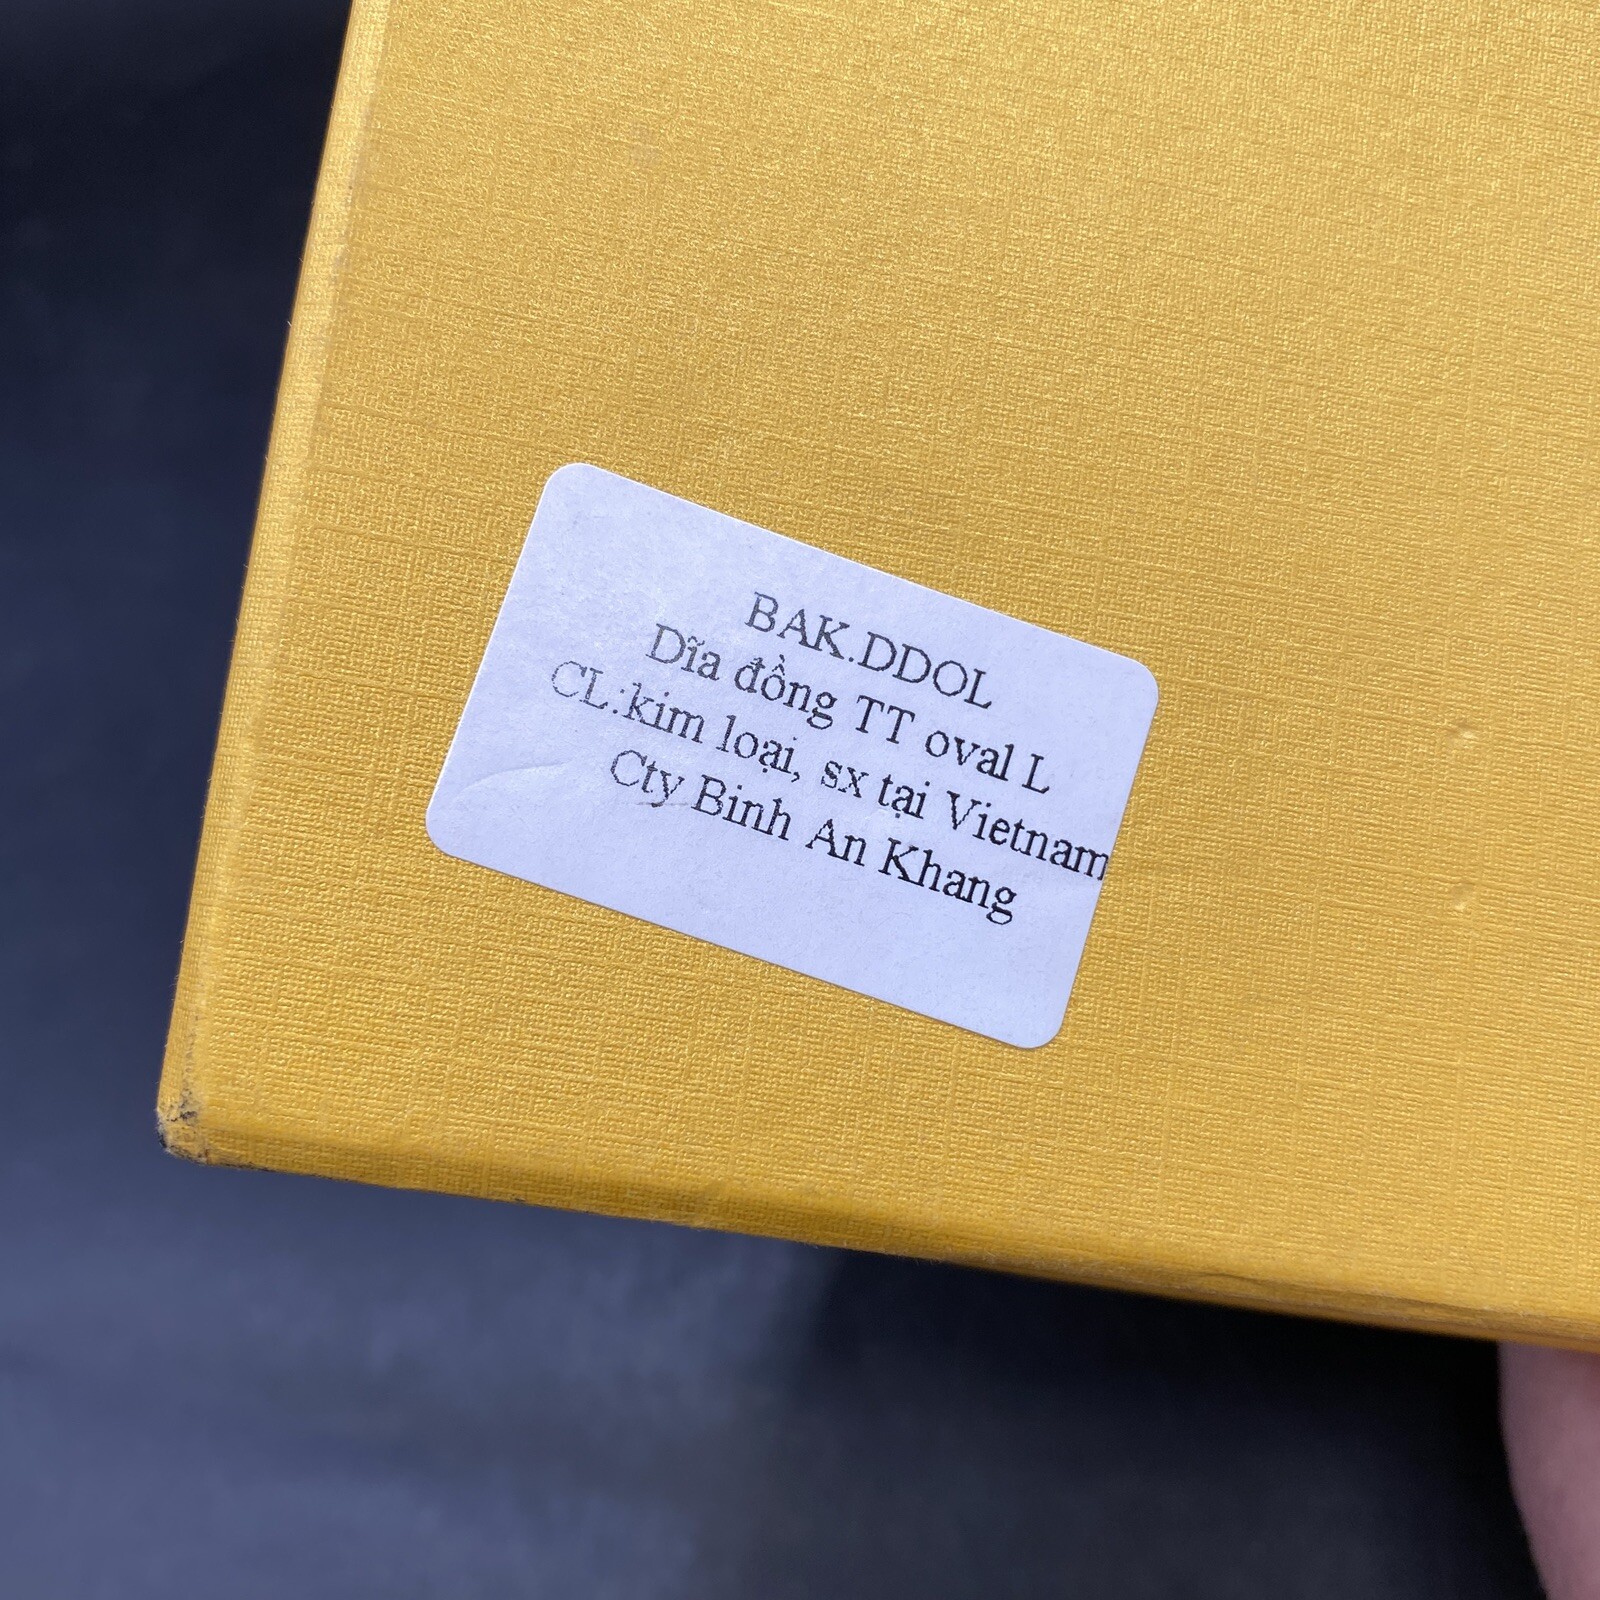 BAK.DDOL
Dĩa đồng TT oval L
CL:kim loại, sx tại Vietnam
Cty Binh An Khang